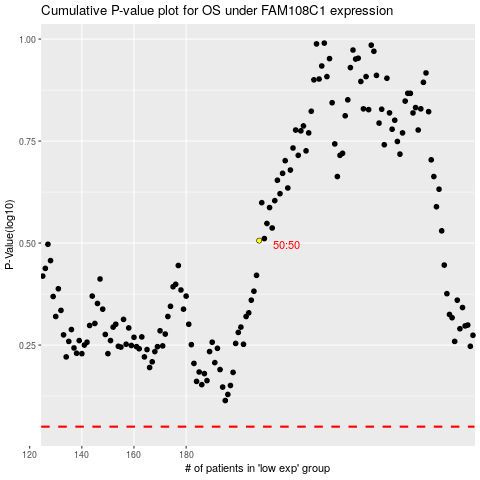 Cumulative P-value plot for OS under FAM108C1 expression
1.00
0.75
0.50
0.25
P-Value(log10)
50:50
120 140 160 180
# of patients in 'low exp' group